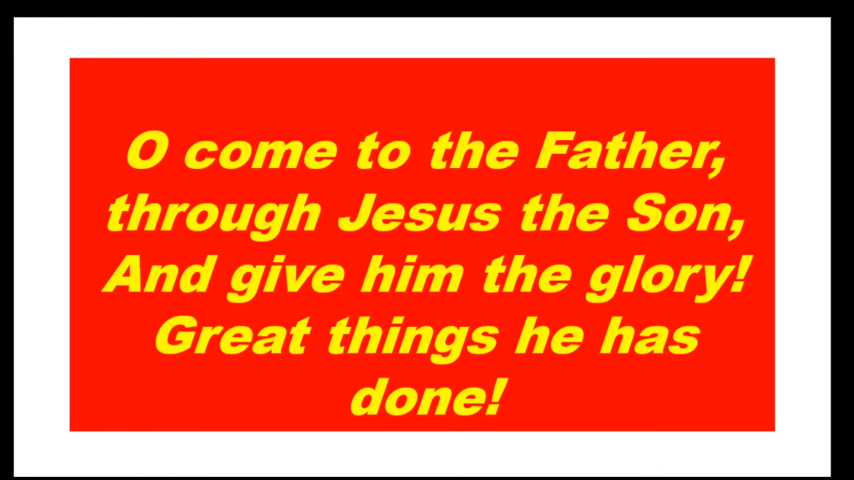 O come to the Father,
through Jesus the Son,
And give him the glory!
Great things he has
done!